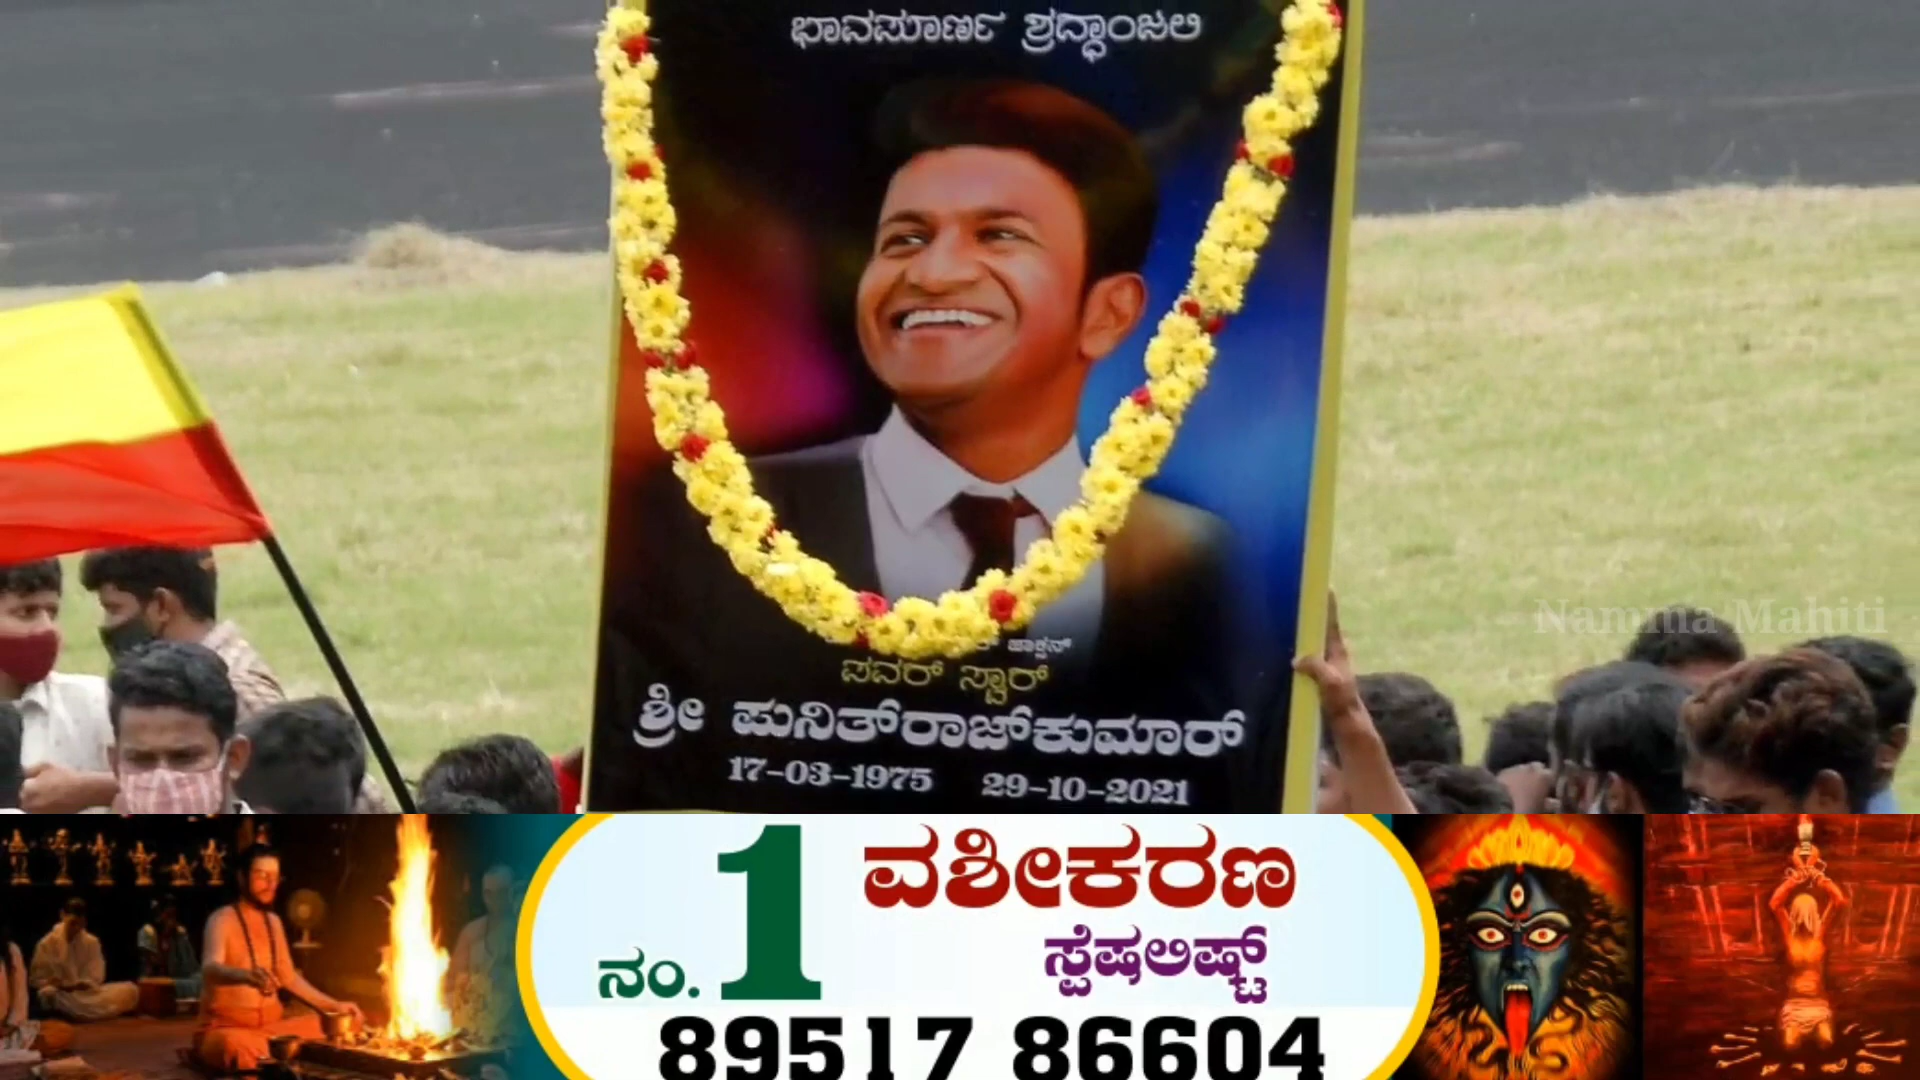 ಭಾವಪೂರ್ಣ ಶ್ರದ್ಧಾಂಜಲಿ
ಪವರ್ ಸ್ಟಾರ್
ಶ್ರೀ ಪುನಿತ್‌ರಾಜ್‌ಕುಮಾರ್
17-03-1975 29-10-2021
Namma Mahiti
ನಂ. 1 ವಶೀಕರಣ
ಸ್ಪೆಷಲಿಷ್ಟ್
89517 86604